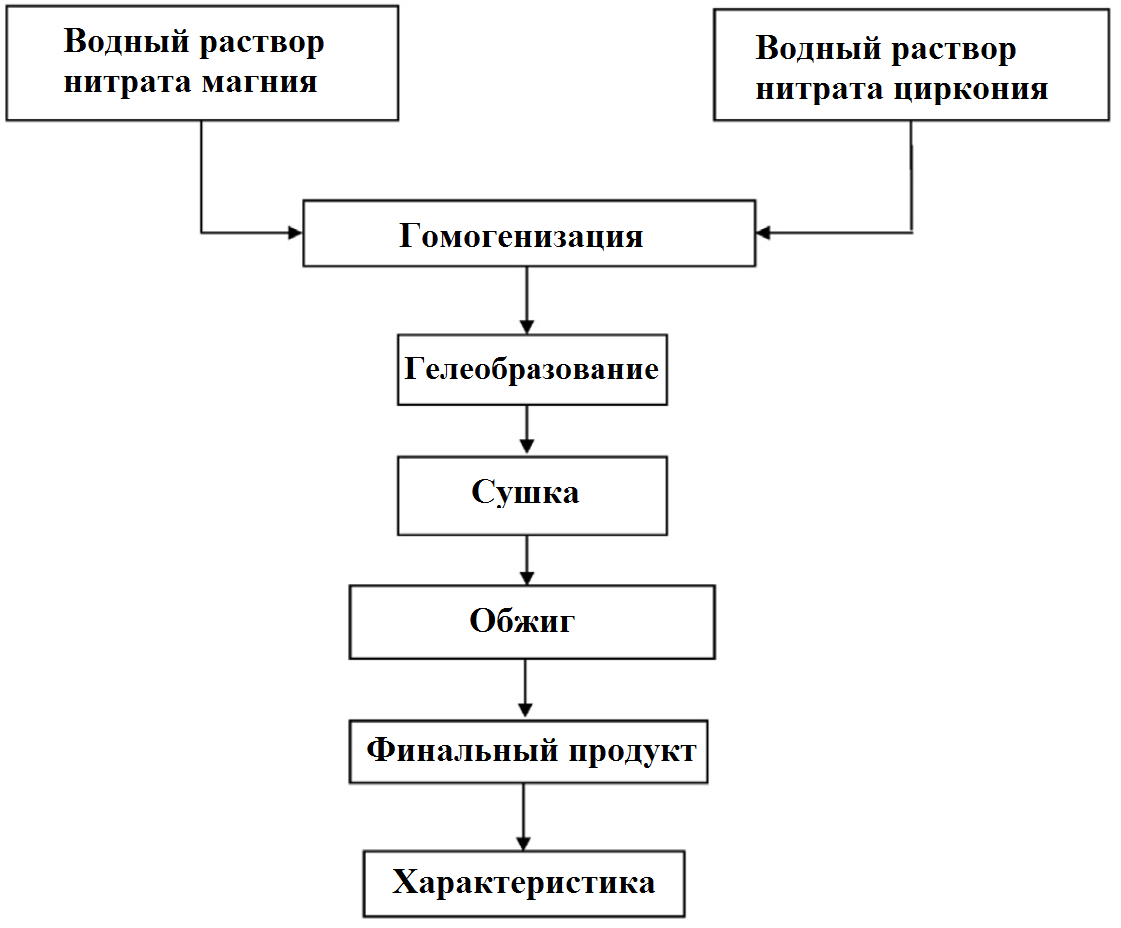 Водный раствор
нитрата магния
Водный раствор
нитрата циркония
Гомогенизация
Гелеобразование
Сушка
Обжиг
Финальный продукт
Характеристика